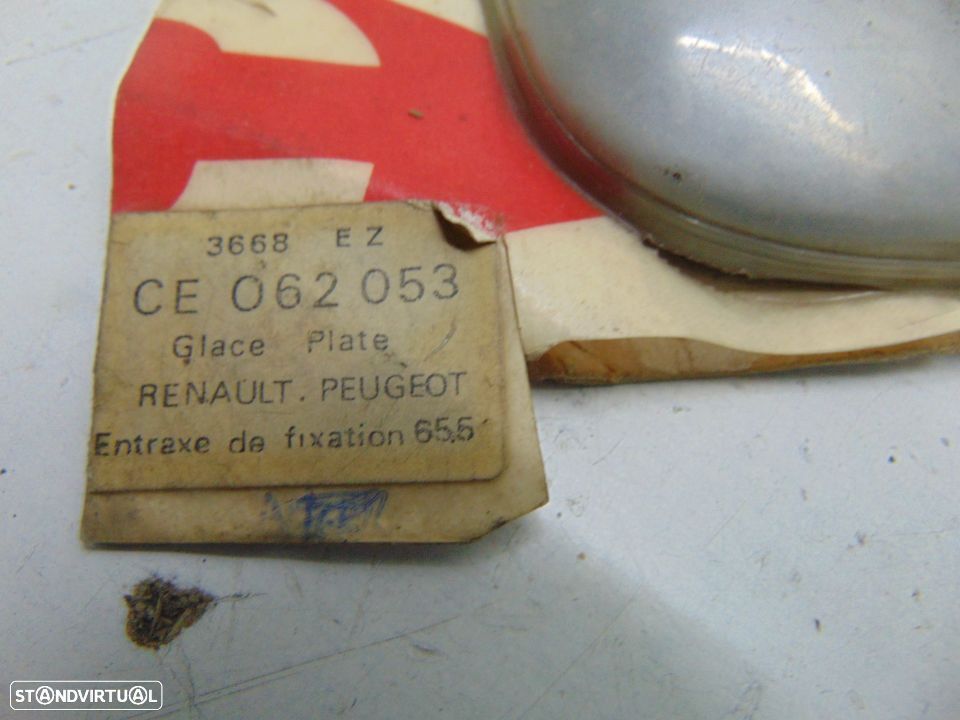 3668 EZ
CE 062 053
Glace Plate
RENAULT. PEUGEOT
Entraxe de fixation 65.5
STANDVIRTUAL